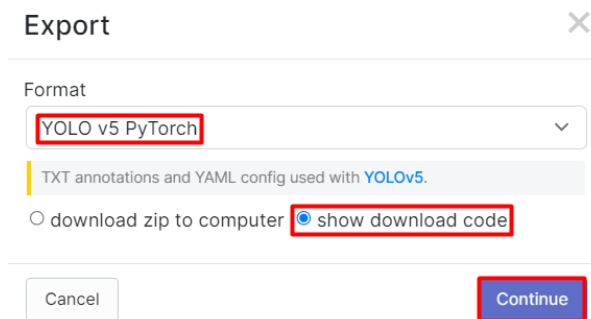 Export
Format
YOLO v5 PyTorch
TXT annotations and YAML config used with YOLOv5.
download zip to computer show download code
Cancel Continue